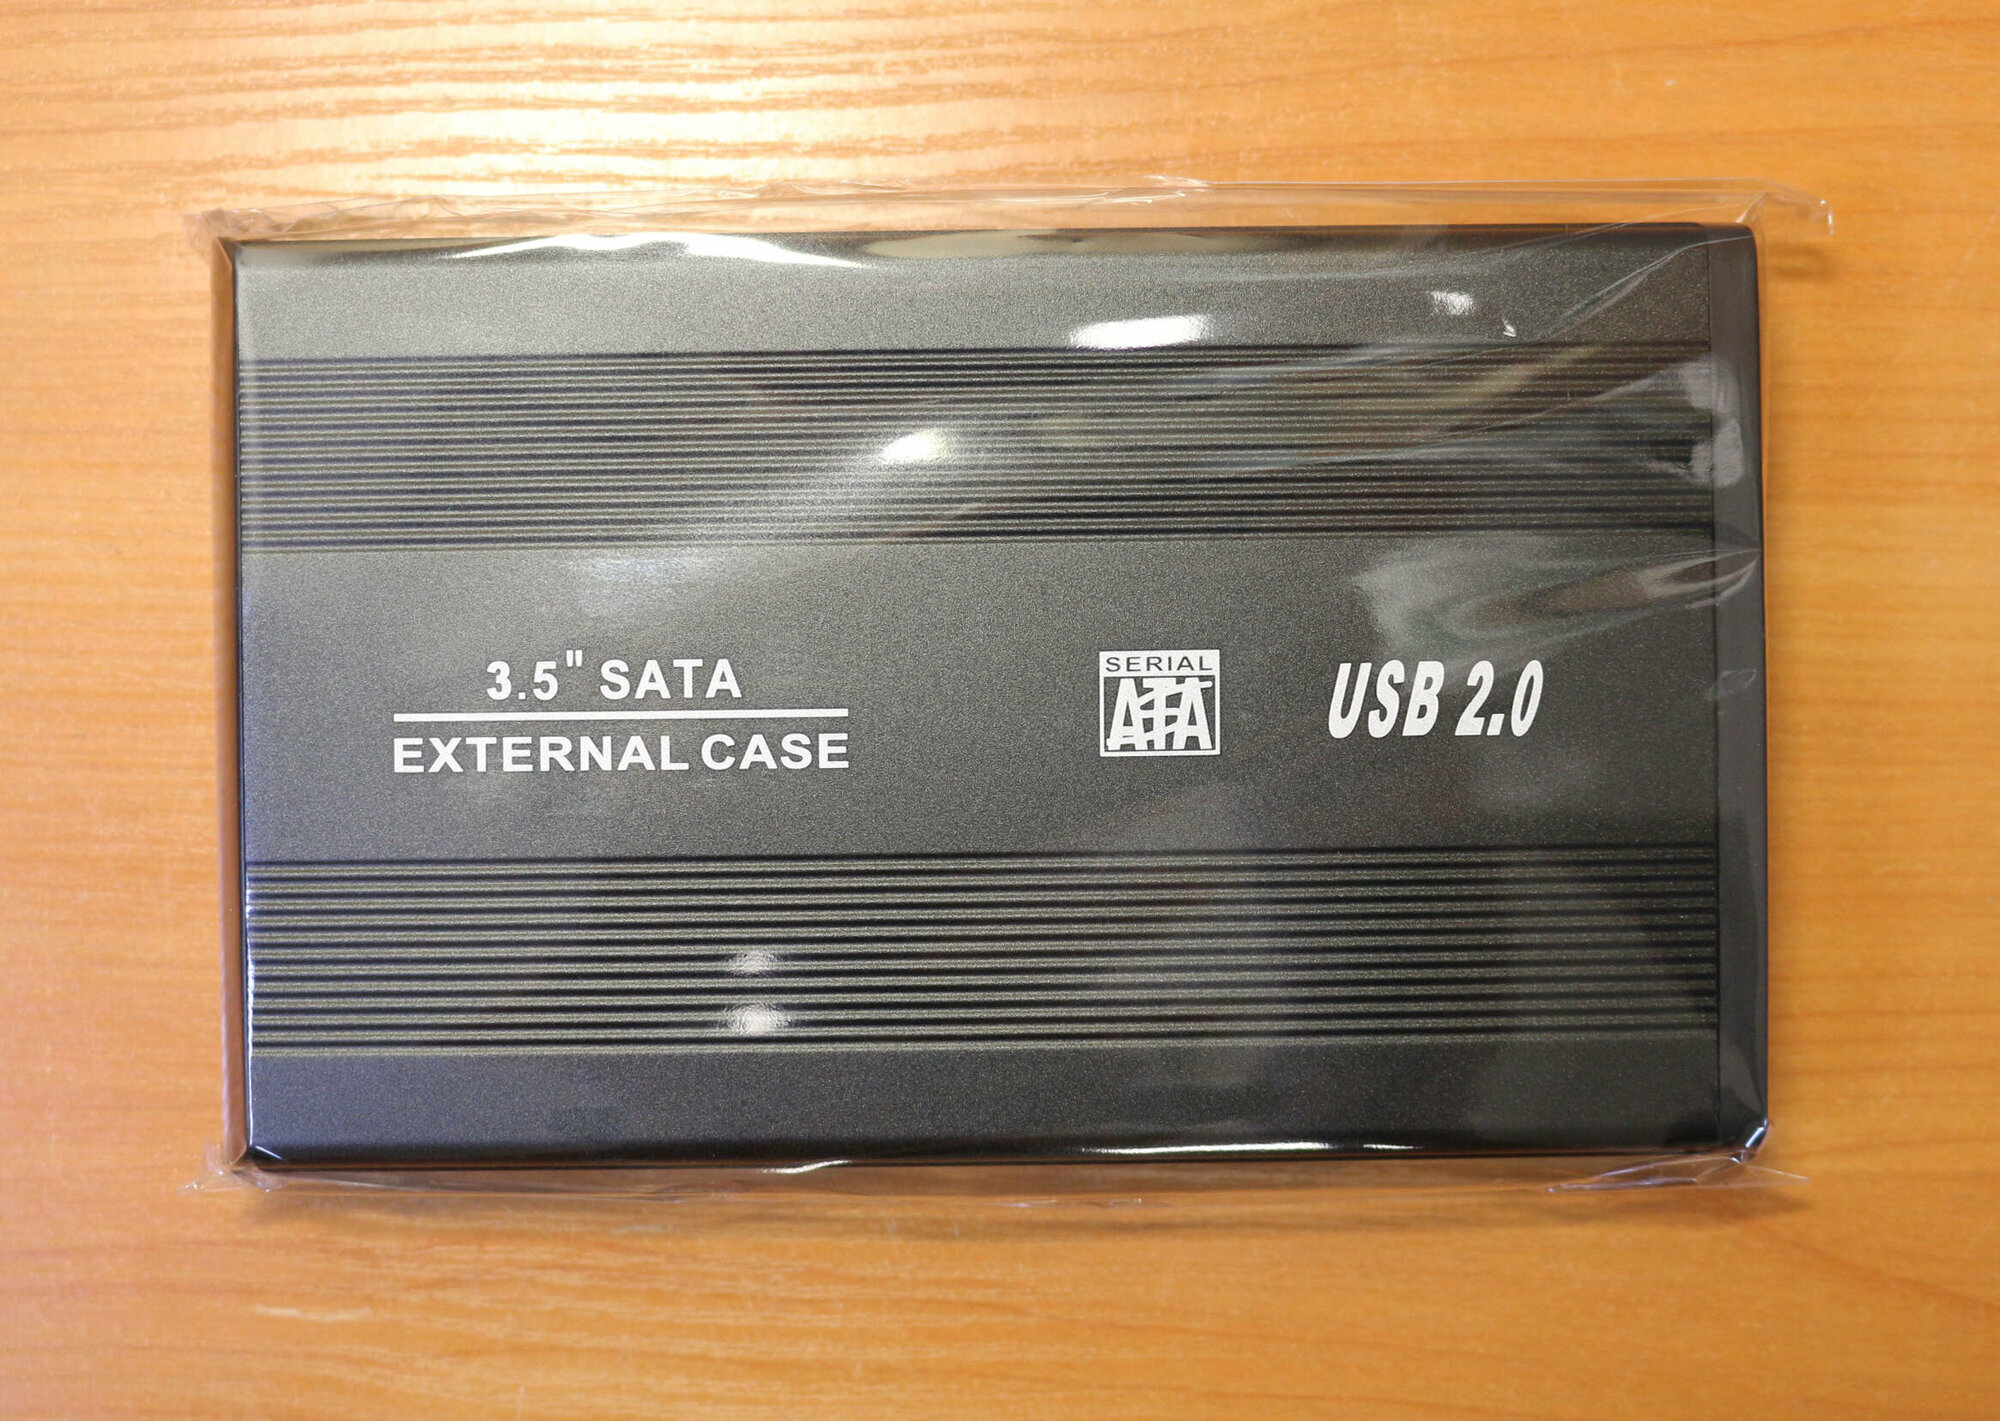 3.5" SATA
EXTERNAL CASE
SERIAL
ATA
USB 2.0